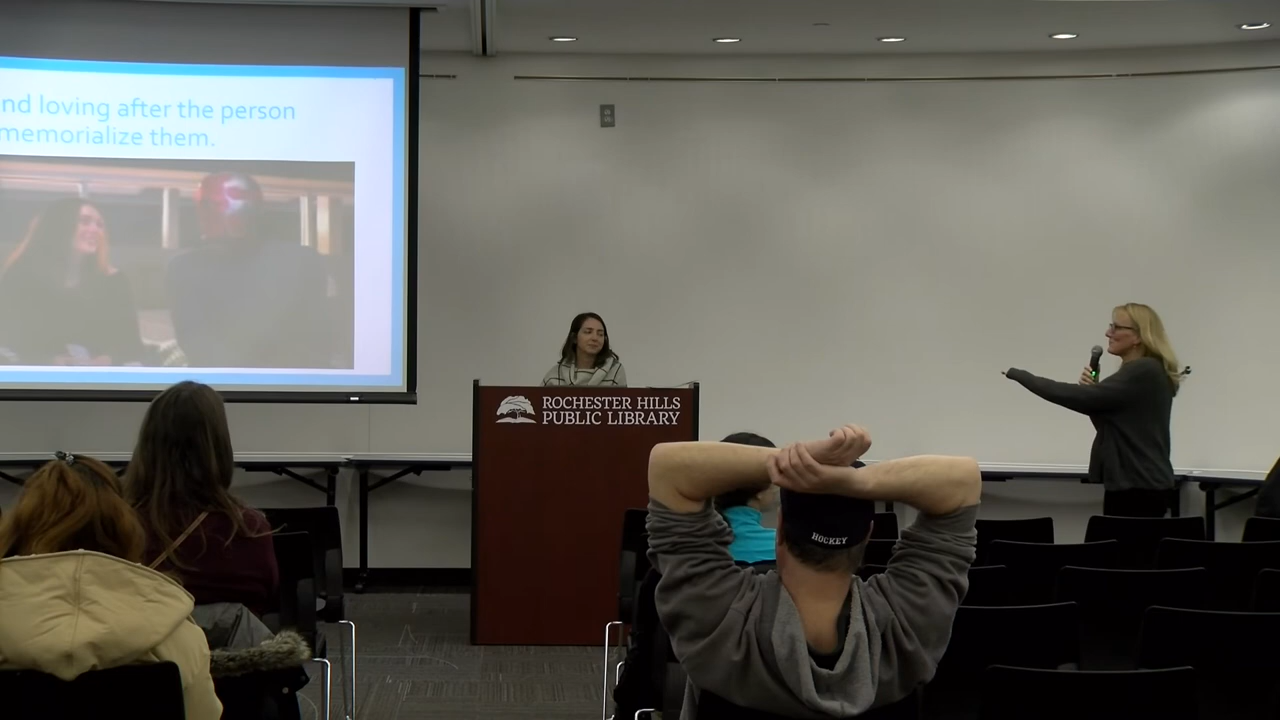 nd loving after the person
memorialize them.
ROCHESTER HILLS
PUBLIC LIBRARY
HOCKEY